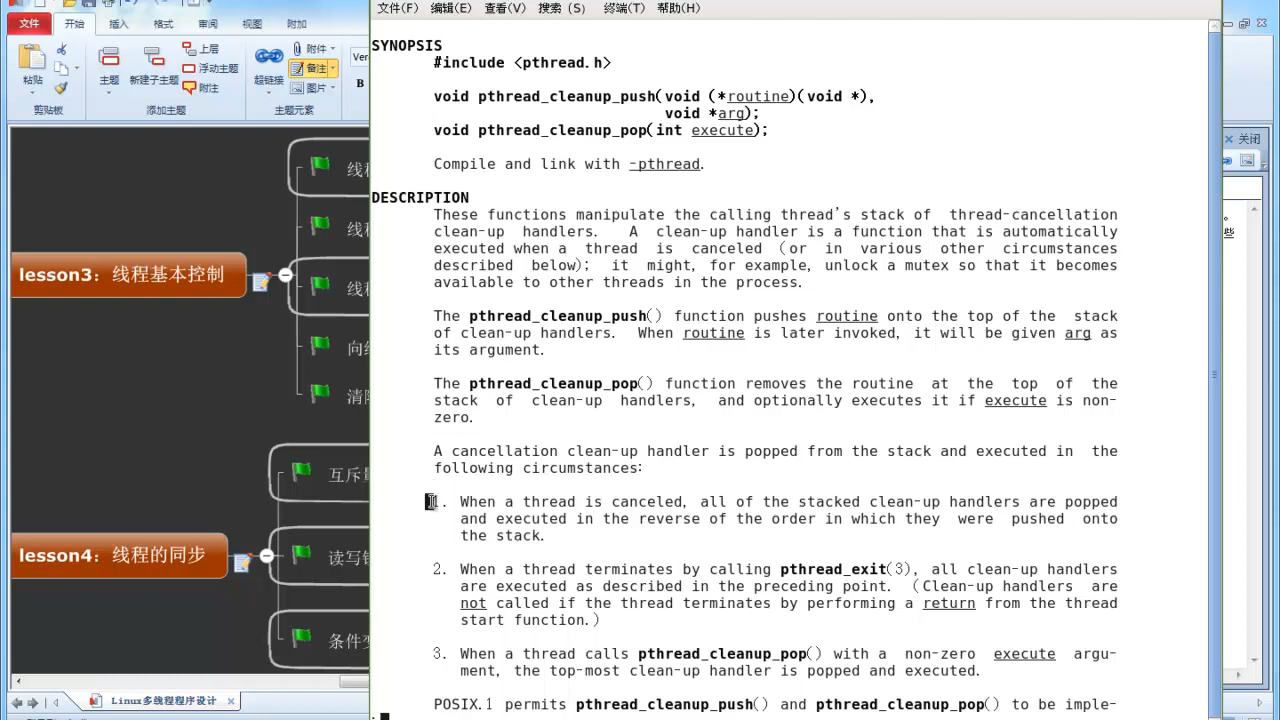 文件(F) 编辑(E) 查看(V) 搜索 (S) 终端(T) 帮助(H)
文件 开始 插入 格式 审阅 视图 附加
粘贴
主题
新建子主题
上层
浮动主题
附注
超链接
附件
备注
图片
Ver
B
剪贴板 添加主题 主题元素
关闭
些
lesson3：线程基本控制
线程
线程
线程
向线
清除
lesson4：线程的同步
互斥量
读写锁
条件变
Linux多线程程序设计
SYNOPSIS
#include <pthread.h>
void pthread_cleanup_push(void (*routine)(void *),
void *arg);
void pthread_cleanup_pop(int execute);
Compile and link with -pthread.
DESCRIPTION
These functions manipulate the calling thread's stack of thread-cancellation
clean-up handlers. A clean-up handler is a function that is automatically
executed when a thread is canceled (or in various other circumstances
described below); it might, for example, unlock a mutex so that it becomes
available to other threads in the process.
The pthread_cleanup_push() function pushes routine onto the top of the stack
of clean-up handlers. When routine is later invoked, it will be given arg as
its argument.
The pthread_cleanup_pop() function removes the routine at the top of the
stack of clean-up handlers, and optionally executes it if execute is non-
zero.
A cancellation clean-up handler is popped from the stack and executed in the
following circumstances:
1. When a thread is canceled, all of the stacked clean-up handlers are popped
and executed in the reverse of the order in which they were pushed onto
the stack.
2. When a thread terminates by calling pthread_exit(3), all clean-up handlers
are executed as described in the preceding point. (Clean-up handlers are
not called if the thread terminates by performing a return from the thread
start function.)
3. When a thread calls pthread_cleanup_pop() with a non-zero execute argu-
ment, the top-most clean-up handler is popped and executed.
POSIX.1 permits pthread_cleanup_push() and pthread_cleanup_pop() to be imple-
: